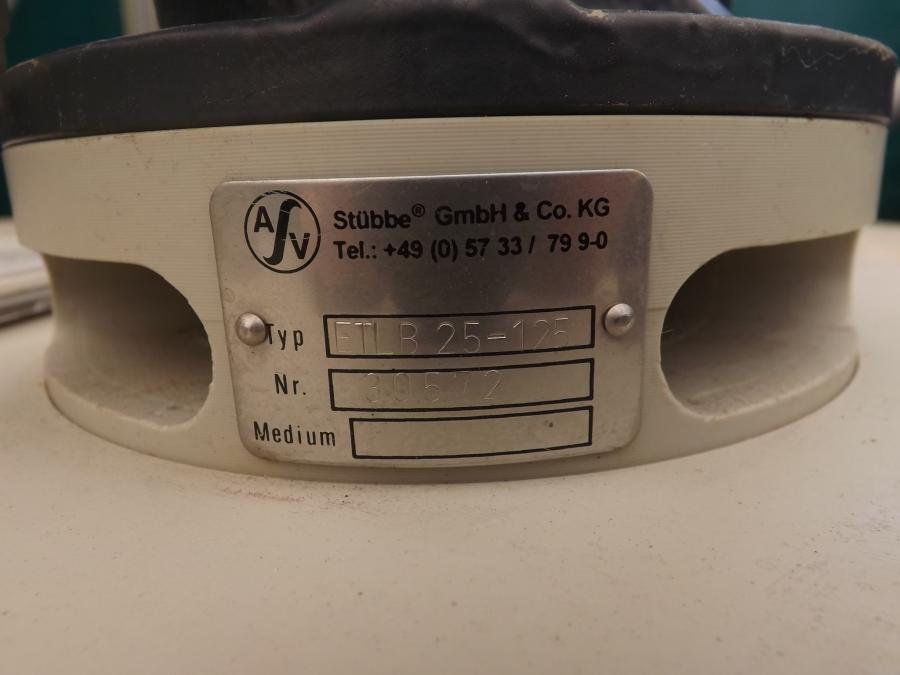 ASV
Stübbe® GmbH & Co. KG
Tel.: +49 (0) 57 33 / 79 9-0
Typ ETLB 25-125
Nr. 30572
Medium